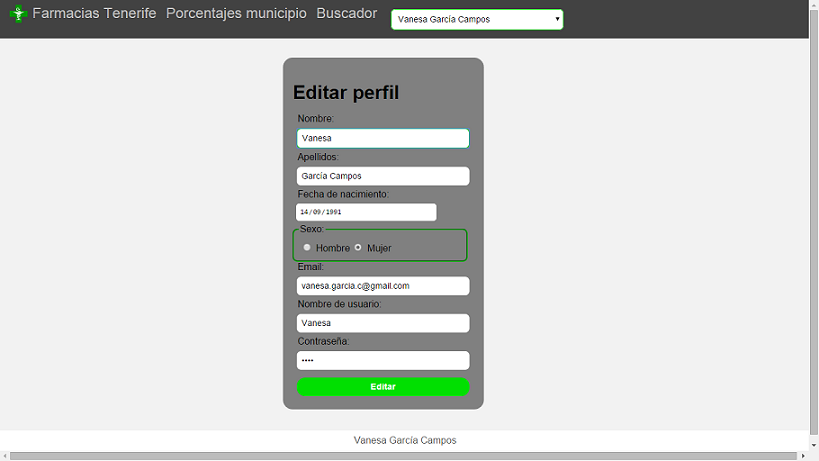 Farmacias Tenerife Porcentajes municipio Buscador Vanesa García Campos
Editar perfil
Nombre:
Vanesa
Apellidos:
García Campos
Fecha de nacimiento:
14/09/1991
Sexo:
Hombre Mujer
Email:
vanesa.garcia.c@gmail.com
Nombre de usuario:
Vanesa
Contraseña:
••••
Editar
Vanesa García Campos